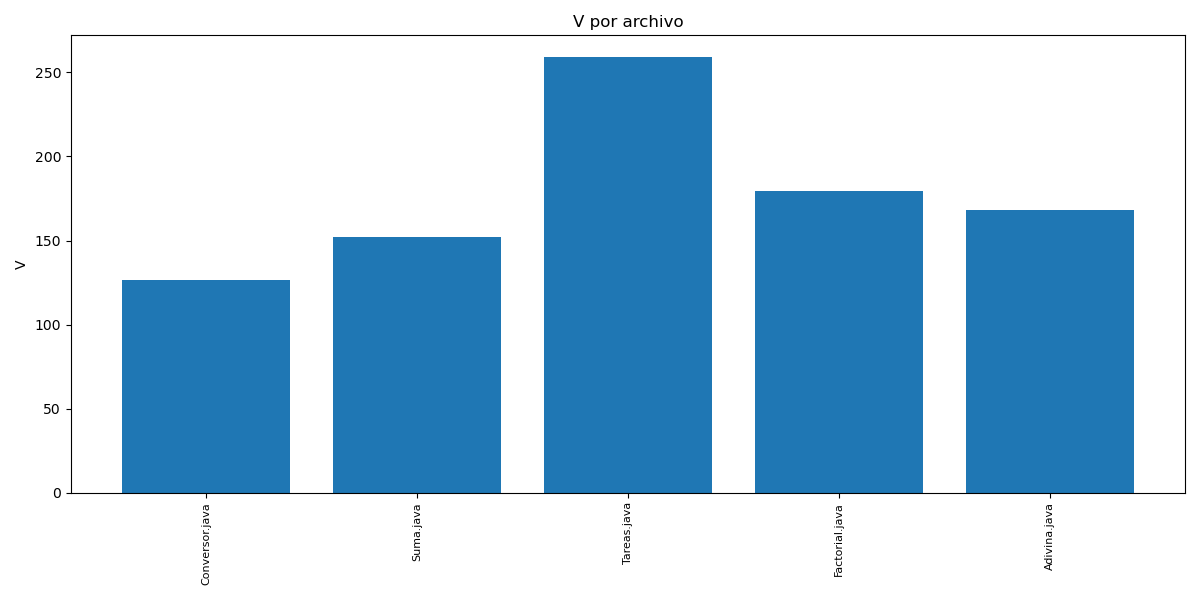 V por archivo
V
250
200
150
100
50
0
Conversor.java
Suma.java
Tareas.java
Factorial.java
Adivina.java